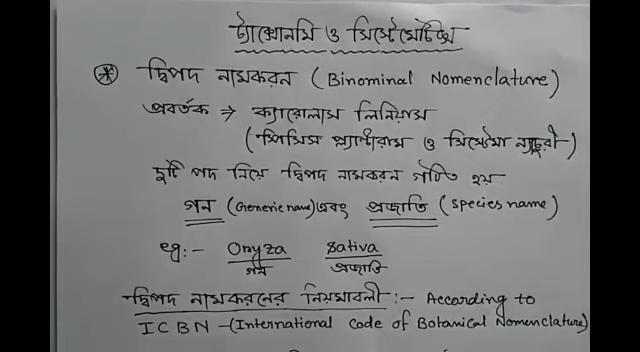 ট্যাক্সোনমি ও সিস্টেমেটিক্স
* দ্বিপদ নামকরন (Binominal Nomenclature)
প্রবর্তক ⇒ ক্যারোলাস লিনিয়াস
(স্পিসিস প্ল্যান্টারাম ও সিস্টেমা ন্যাচুরী)
দুটি পদ নিয়ে দ্বিপদ নামকরন গঠিত হয়
গন (Generic name) এবং প্রজাতি (Species name)
eg:- Oryza Sativa
গন প্রজাতি
দ্বিপদ নামকরনের নিয়মাবলী :- According to
ICBN - (International Code of Botanical Nomenclature)